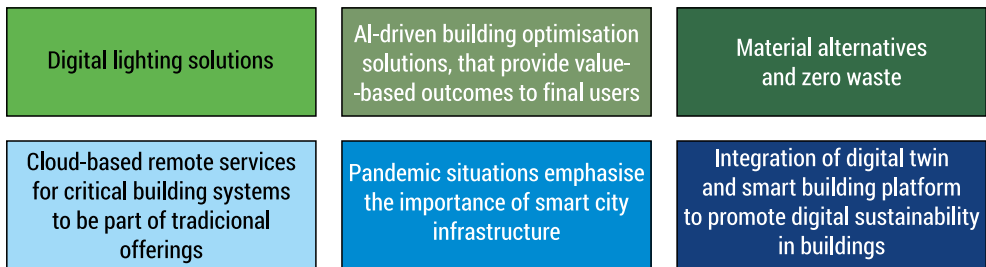 Digital lighting solutions
AI-driven building optimisation
solutions, that provide value-
-based outcomes to final users
Material alternatives
and zero waste
Cloud-based remote services
for critical building systems
to be part of tradicional
offerings
Pandemic situations emphasise
the importance of smart city
infrastructure
Integration of digital twin
and smart building platform
to promote digital sustainability
in buildings